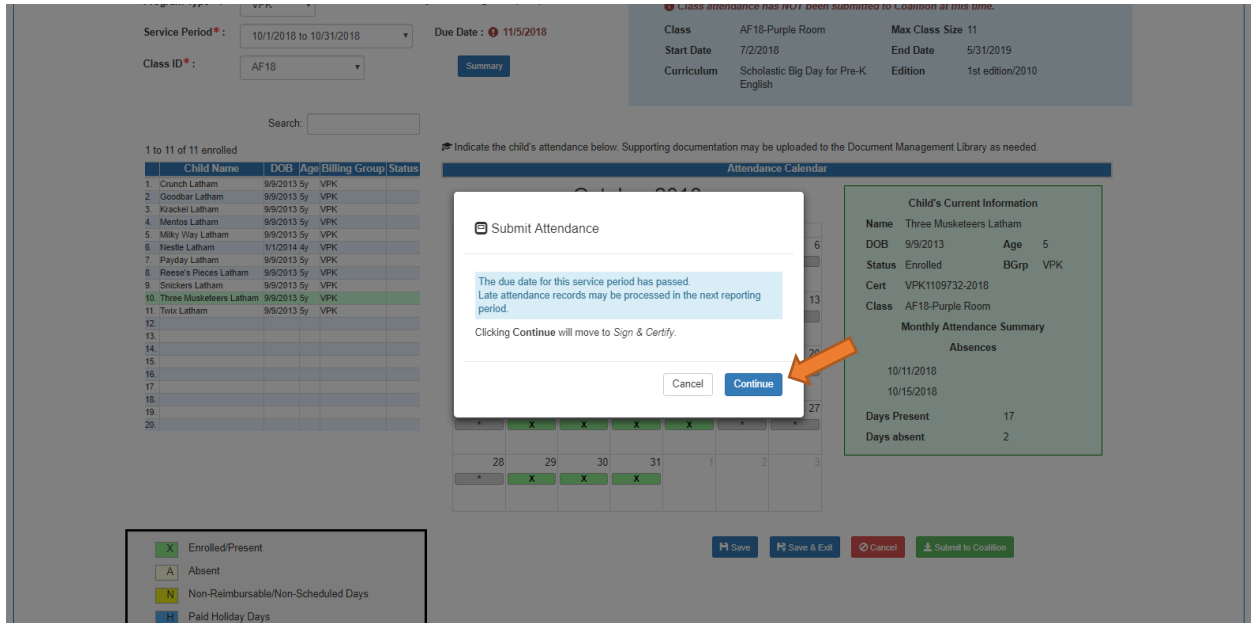 VPK
Class attendance has NOT been submitted to Coalition at this time.
Service Period* : 10/1/2018 to 10/31/2018 Due Date : 11/5/2018
Class AF18-Purple Room Max Class Size 11
Start Date 7/2/2018 End Date 5/31/2019
Class ID* : AF18 Summary
Curriculum Scholastic Big Day for Pre-K Edition 1st edition/2010
English
Search:
1 to 11 of 11 enrolled
Indicate the child's attendance below. Supporting documentation may be uploaded to the Document Management Library as needed.
Child Name DOB Age Billing Group Status
1. Crunch Latham 9/9/2013 5y VPK
2. Goodbar Latham 9/9/2013 5y VPK
3. Krackel Latham 9/9/2013 5y VPK
4. Mentos Latham 9/9/2013 5y VPK
5. Milky Way Latham 9/9/2013 5y VPK
6. Nestle Latham 1/1/2014 4y VPK
7. Payday Latham 9/9/2013 5y VPK
8. Reese's Pieces Latham 9/9/2013 5y VPK
9. Snickers Latham 9/9/2013 5y VPK
10. Three Musketeers Latham 9/9/2013 5y VPK
11. Twix Latham 9/9/2013 5y VPK
12.
13.
14.
15.
16.
17.
18.
19.
20.
Attendance Calendar
6
13
27
* X X X X * *
28 29 30 31 1 2 3
* X X X
Submit Attendance
The due date for this service period has passed.
Late attendance records may be processed in the next reporting
period.
Clicking Continue will move to Sign & Certify.
Cancel Continue
Child's Current Information
Name Three Musketeers Latham
DOB 9/9/2013 Age 5
Status Enrolled BGrp VPK
Cert VPK1109732-2018
Class AF18-Purple Room
Monthly Attendance Summary
Absences
10/11/2018
10/15/2018
Days Present 17
Days absent 2
X Enrolled/Present
A Absent
N Non-Reimbursable/Non-Scheduled Days
H Paid Holiday Days
Save Save & Exit Cancel Submit to Coalition